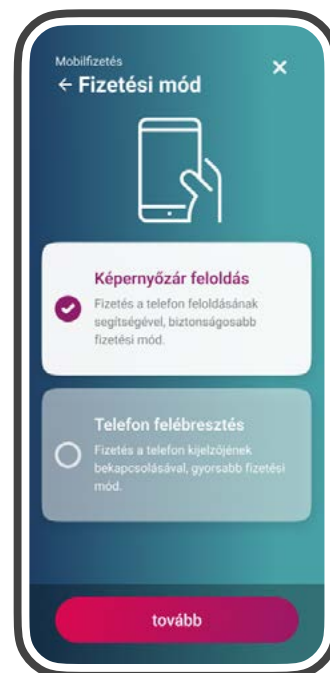 Mobilfizetés
← Fizetési mód
Képernyőzár feloldás
Fizetés a telefon feloldásának
segítségével, biztonságosabb
fizetési mód.
Telefon felébresztés
Fizetés a telefon kijelzőjének
bekapcsolásával, gyorsabb fizetési
mód.
tovább